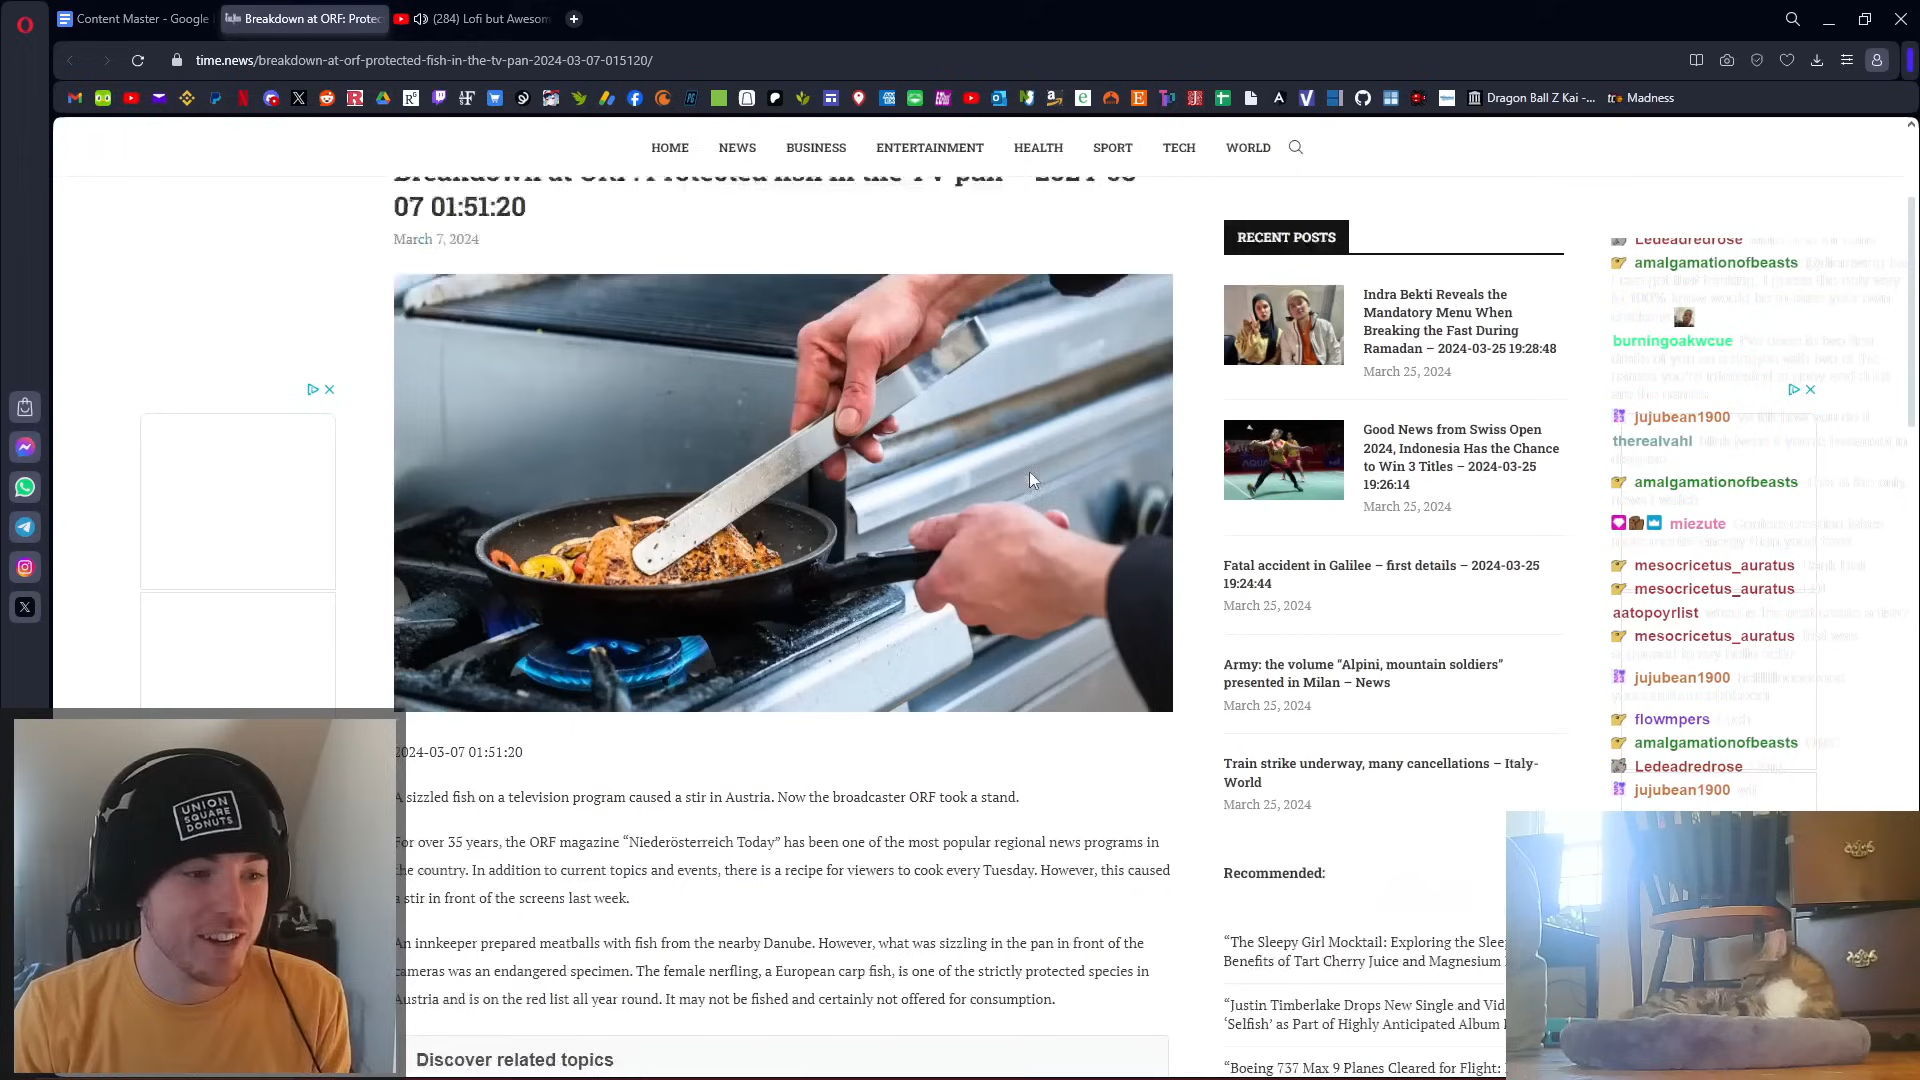 Content Master - Google
Breakdown at ORF: Protec
(284) Lofi but Awesom
time.news/breakdown-at-orf-protected-fish-in-the-tv-pan-2024-03-07-015120/
Dragon Ball Z Kai -...
Madness
HOME
NEWS
BUSINESS
ENTERTAINMENT
HEALTH
SPORT
TECH
WORLD
Breakdown at ORF: Protected fish in the TV pan – 2024-03-
07 01:51:20
March 7, 2024
2024-03-07 01:51:20
A sizzled fish on a television program caused a stir in Austria. Now the broadcaster ORF took a stand.
For over 35 years, the ORF magazine “Niederösterreich Today” has been one of the most popular regional news programs in
the country. In addition to current topics and events, there is a recipe for viewers to cook every Tuesday. However, this caused
a stir in front of the screens last week.
An innkeeper prepared meatballs with fish from the nearby Danube. However, what was sizzling in the pan in front of the
cameras was an endangered specimen. The female nerfling, a European carp fish, is one of the strictly protected species in
Austria and is on the red list all year round. It may not be fished and certainly not offered for consumption.
Discover related topics
RECENT POSTS
Indra Bekti Reveals the
Mandatory Menu When
Breaking the Fast During
Ramadan – 2024-03-25 19:28:48
March 25, 2024
Good News from Swiss Open
2024, Indonesia Has the Chance
to Win 3 Titles – 2024-03-25
19:26:14
March 25, 2024
Fatal accident in Galilee – first details – 2024-03-25
19:24:44
March 25, 2024
Army: the volume “Alpini, mountain soldiers”
presented in Milan – News
March 25, 2024
Train strike underway, many cancellations – Italy-
World
March 25, 2024
Recommended:
“The Sleepy Girl Mocktail: Exploring the Slee
Benefits of Tart Cherry Juice and Magnesium
“Justin Timberlake Drops New Single and Vid
‘Selfish’ as Part of Highly Anticipated Album
“Boeing 737 Max 9 Planes Cleared for Flight:
Ledeadredrose
amalgamationofbeasts
burningoakwcue
jujubean1900
therealvahl
amalgamationofbeasts
miezute
mesocricetus_auratus
mesocricetus_auratus
aatopoyrlist
mesocricetus_auratus
jujubean1900
flowmpers
amalgamationofbeasts
Ledeadredrose
jujubean1900
UNION
SQUARE
DONUTS